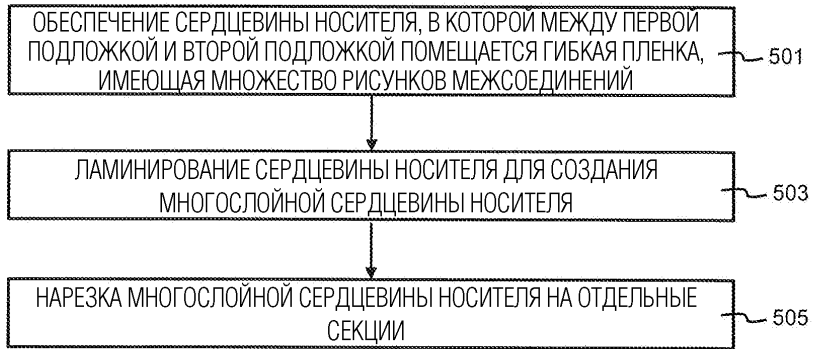 ОБЕСПЕЧЕНИЕ СЕРДЦЕВИНЫ НОСИТЕЛЯ, В КОТОРОЙ МЕЖДУ ПЕРВОЙ
ПОДЛОЖКОЙ И ВТОРОЙ ПОДЛОЖКОЙ ПОМЕЩАЕТСЯ ГИБКАЯ ПЛЕНКА,
ИМЕЮЩАЯ МНОЖЕСТВО РИСУНКОВ МЕЖСОЕДИНЕНИЙ
501
ЛАМИНИРОВАНИЕ СЕРДЦЕВИНЫ НОСИТЕЛЯ ДЛЯ СОЗДАНИЯ
МНОГОСЛОЙНОЙ СЕРДЦЕВИНЫ НОСИТЕЛЯ
503
НАРЕЗКА МНОГОСЛОЙНОЙ СЕРДЦЕВИНЫ НОСИТЕЛЯ НА ОТДЕЛЬНЫЕ
СЕКЦИИ
505